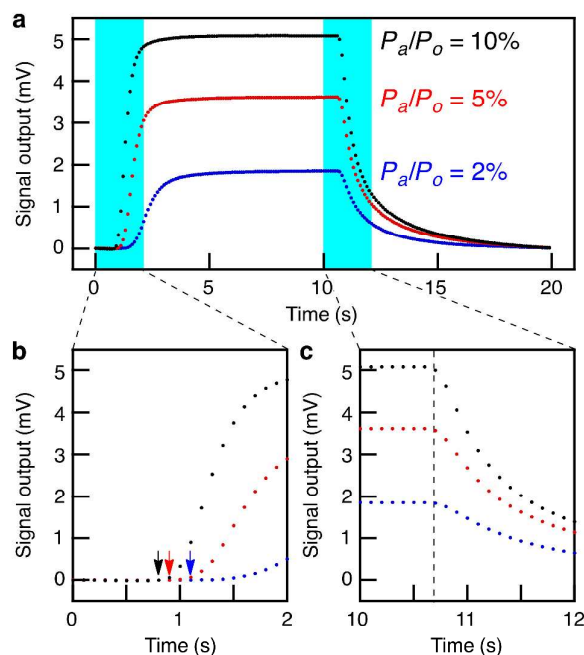 a
5
4
3
2
1
0
Signal output (mV)
Pa/Po = 10%
Pa/Po = 5%
Pa/Po = 2%
0
5
10
15
20
Time (s)
b
5
4
3
2
1
0
Signal output (mV)
0
1
2
Time (s)
c
5
4
3
2
1
0
Signal output (mV)
10
11
12
Time (s)